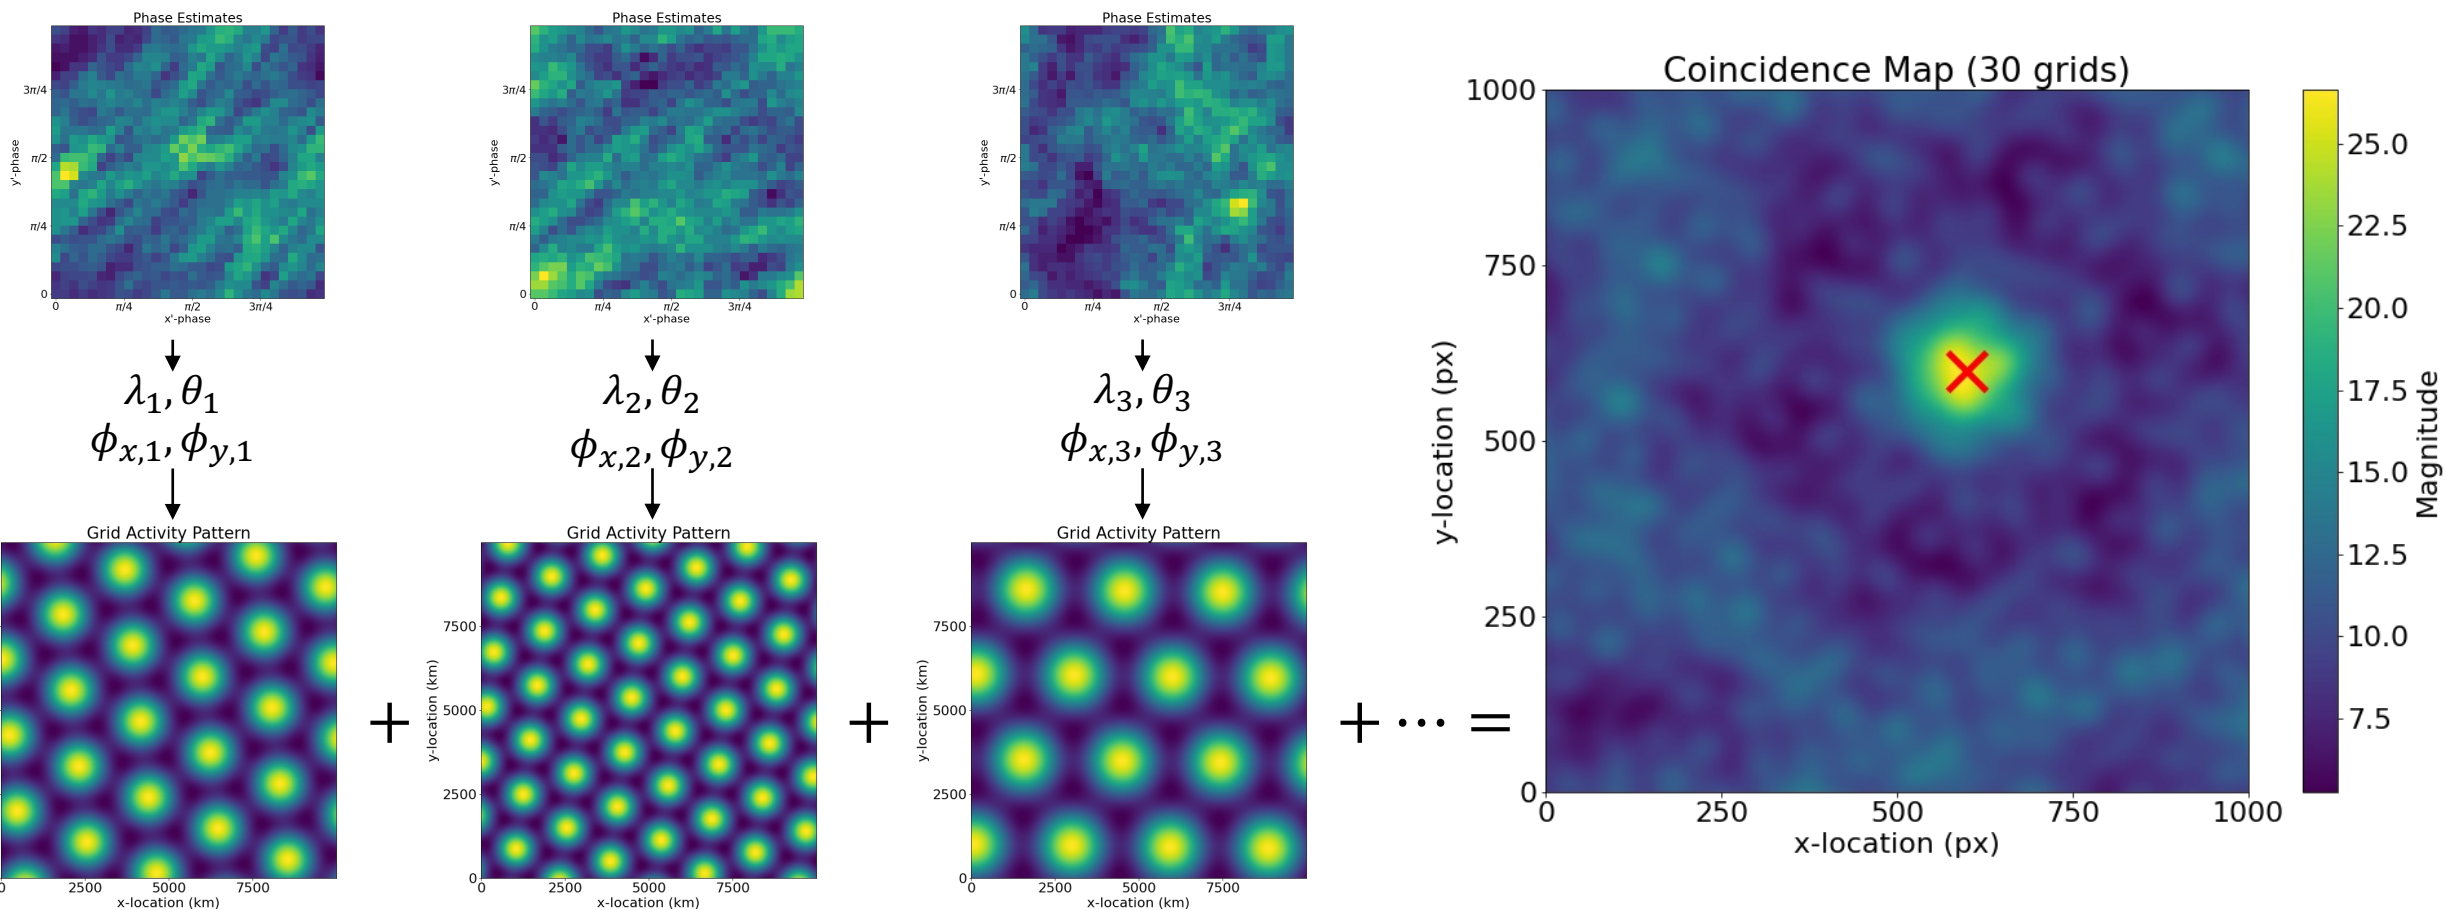 Phase Estimates
3π/4
π/2
π/4
0
y'-phase
0 π/4 π/2 3π/4
x'-phase
Phase Estimates
3π/4
π/2
π/4
0
y'-phase
0 π/4 π/2 3π/4
x'-phase
Phase Estimates
3π/4
π/2
π/4
0
y'-phase
0 π/4 π/2 3π/4
x'-phase
λ₁, θ₁
ϕx,1, ϕy,1
λ₂, θ₂
ϕx,2, ϕy,2
λ₃, θ₃
ϕx,3, ϕy,3
Grid Activity Pattern
0 2500 5000 7500
x-location (km)
+
Grid Activity Pattern
7500
5000
2500
0
y-location (km)
0 2500 5000 7500
x-location (km)
+
Grid Activity Pattern
7500
5000
2500
0
y-location (km)
0 2500 5000 7500
x-location (km)
+ ··· =
Coincidence Map (30 grids)
1000
750
500
250
0
y-location (px)
0 250 500 750 1000
x-location (px)
25.0
22.5
20.0
17.5
15.0
12.5
10.0
7.5
Magnitude